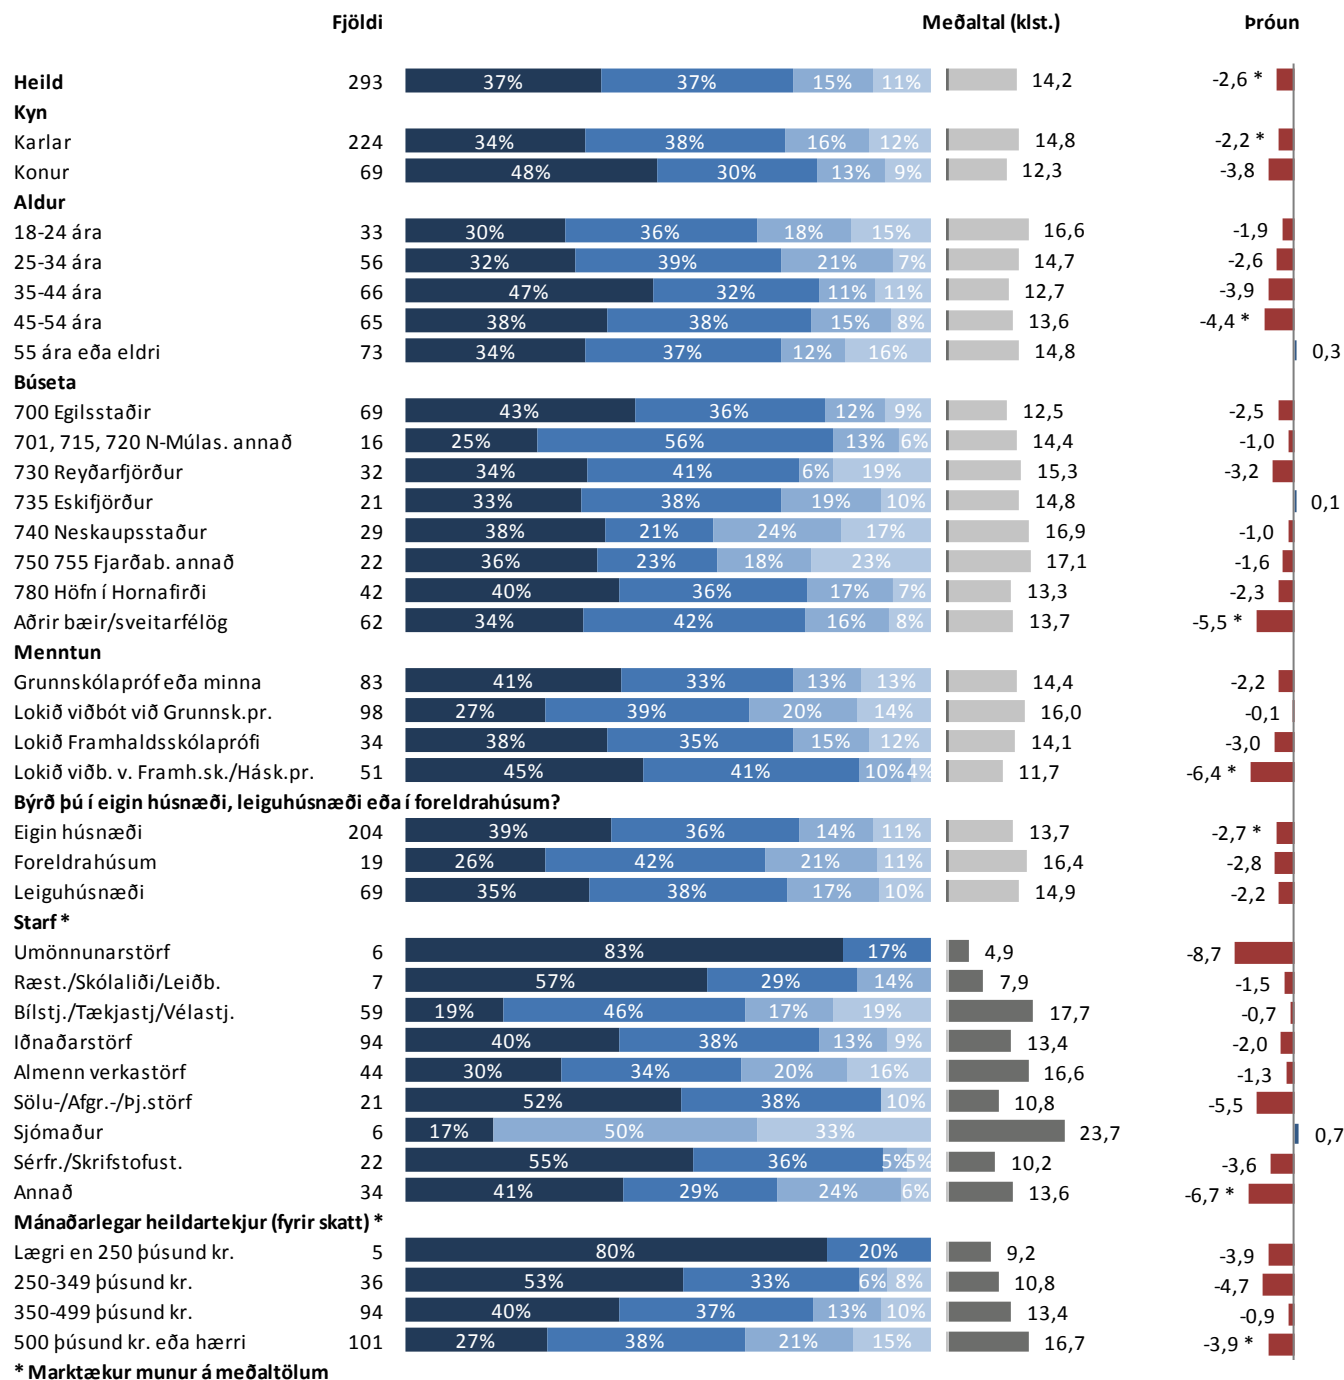 Fjöldi Meðaltal (klst.) Þróun
Heild 293 37% 37% 15% 11% 14,2 -2,6 *
Kyn
Karlar 224 34% 38% 16% 12% 14,8 -2,2 *
Konur 69 48% 30% 13% 9% 12,3 -3,8
Aldur
18-24 ára 33 30% 36% 18% 15% 16,6 -1,9
25-34 ára 56 32% 39% 21% 7% 14,7 -2,6
35-44 ára 66 47% 32% 11% 11% 12,7 -3,9
45-54 ára 65 38% 38% 15% 8% 13,6 -4,4 *
55 ára eða eldri 73 34% 37% 12% 16% 14,8 0,3
Búseta
700 Egilsstaðir 69 43% 36% 12% 9% 12,5 -2,5
701, 715, 720 N-Múlas. annað 16 25% 56% 13% 6% 14,4 -1,0
730 Reyðarfjörður 32 34% 41% 6% 19% 15,3 -3,2
735 Eskifjörður 21 33% 38% 19% 10% 14,8 0,1
740 Neskaupsstaður 29 38% 21% 24% 17% 16,9 -1,0
750 755 Fjarðab. annað 22 36% 23% 18% 23% 17,1 -1,6
780 Höfn í Hornafirði 42 40% 36% 17% 7% 13,3 -2,3
Aðrir bæir/sveitarfélög 62 34% 42% 16% 8% 13,7 -5,5 *
Menntun
Grunnskólapróf eða minna 83 41% 33% 13% 13% 14,4 -2,2
Lokið viðbót við Grunnsk.pr. 98 27% 39% 20% 14% 16,0 -0,1
Lokið Framhaldsskólaprófi 34 38% 35% 15% 12% 14,1 -3,0
Lokið viðb. v. Framh.sk./Hásk.pr. 51 45% 41% 10% 4% 11,7 -6,4 *
Býrð þú í eigin húsnæði, leiguhúsnæði eða í foreldrahúsum?
Eigin húsnæði 204 39% 36% 14% 11% 13,7 -2,7 *
Foreldrahúsum 19 26% 42% 21% 11% 16,4 -2,8
Leiguhúsnæði 69 35% 38% 17% 10% 14,9 -2,2
Starf *
Umönnunarstörf 6 83% 17% 4,9 -8,7
Ræst./Skólaliði/Leiðb. 7 57% 29% 14% 7,9 -1,5
Bílstj./Tækjastj/Vélastj. 59 19% 46% 17% 19% 17,7 -0,7
Iðnaðarstörf 94 40% 38% 13% 9% 13,4 -2,0
Almenn verkastörf 44 30% 34% 20% 16% 16,6 -1,3
Sölu-/Afgr.-/Þj.störf 21 52% 38% 10% 10,8 -5,5
Sjómaður 6 17% 50% 33% 23,7 0,7
Sérfr./Skrifstofust. 22 55% 36% 5% 5% 10,2 -3,6
Annað 34 41% 29% 24% 6% 13,6 -6,7 *
Mánaðarlegar heildartekjur (fyrir skatt) *
Lægri en 250 þúsund kr. 5 80% 20% 9,2 -3,9
250-349 þúsund kr. 36 53% 33% 6% 8% 10,8 -4,7
350-499 þúsund kr. 94 40% 37% 13% 10% 13,4 -0,9
500 þúsund kr. eða hærri 101 27% 38% 21% 15% 16,7 -3,9 *
* Marktækur munur á meðaltölum